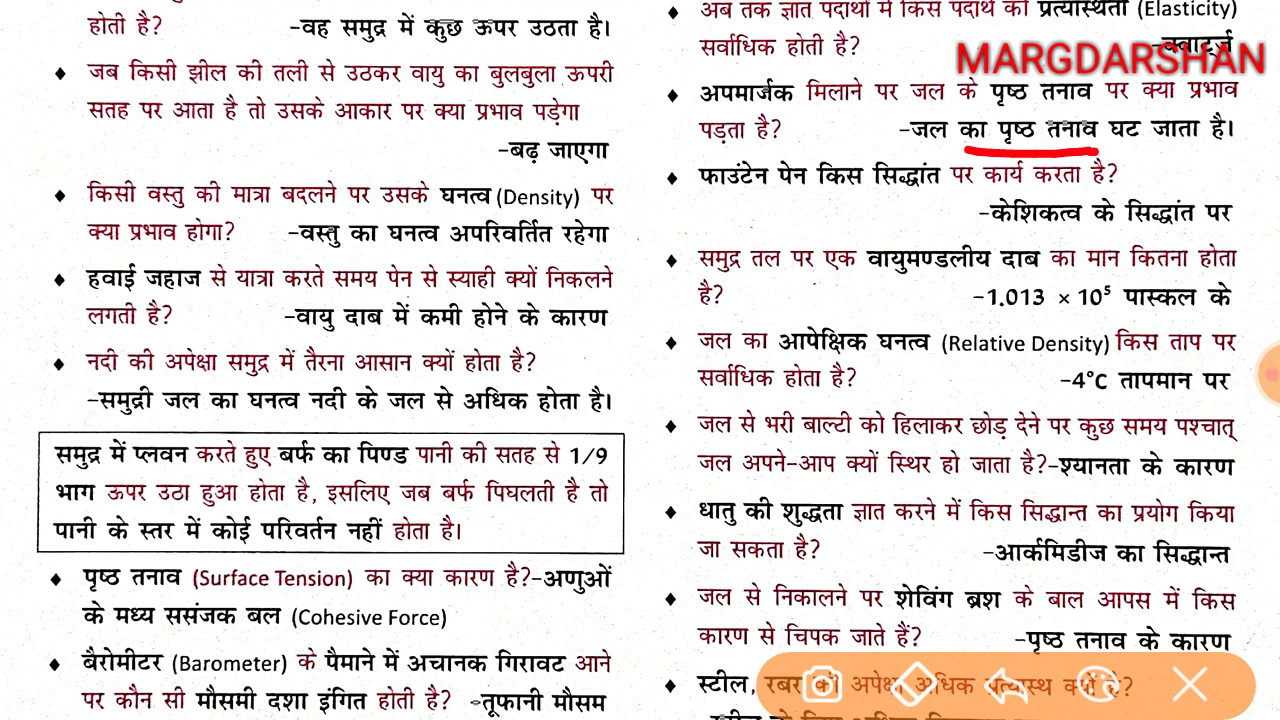 होती है? -वह समुद्र में कुछ ऊपर उठता है।
♦ जब किसी झील की तली से उठकर वायु का बुलबुला ऊपरी
सतह पर आता है तो उसके आकार पर क्या प्रभाव पड़ेगा
-बढ़ जाएगा
♦ किसी वस्तु की मात्रा बदलने पर उसके घनत्व (Density) पर
क्या प्रभाव होगा? -वस्तु का घनत्व अपरिवर्तित रहेगा
♦ हवाई जहाज से यात्रा करते समय पेन से स्याही क्यों निकलने
लगती है? -वायु दाब में कमी होने के कारण
♦ नदी की अपेक्षा समुद्र में तैरना आसान क्यों होता है?
-समुद्री जल का घनत्व नदी के जल से अधिक होता है।
समुद्र में प्लवन करते हुए बर्फ का पिण्ड पानी की सतह से 1/9
भाग ऊपर उठा हुआ होता है, इसलिए जब बर्फ पिघलती है तो
पानी के स्तर में कोई परिवर्तन नहीं होता है।
♦ पृष्ठ तनाव (Surface Tension) का क्या कारण है?-अणुओं
के मध्य ससंजक बल (Cohesive Force)
♦ बैरोमीटर (Barometer) के पैमाने में अचानक गिरावट आने
पर कौन सी मौसमी दशा इंगित होती है? -तूफानी मौसम
♦ अब तक ज्ञात पदार्थों में किस पदार्थ की प्रत्यास्थता (Elasticity)
सर्वाधिक होती है? -क्वार्ट्ज
MARGDARSHAN
♦ अपमार्जक मिलाने पर जल के पृष्ठ तनाव पर क्या प्रभाव
पड़ता है? -जल का पृष्ठ तनाव घट जाता है।
♦ फाउंटेन पेन किस सिद्धांत पर कार्य करता है?
-केशिकत्व के सिद्धांत पर
♦ समुद्र तल पर एक वायुमण्डलीय दाब का मान कितना होता
है? -1.013 × 10⁵ पास्कल के
♦ जल का आपेक्षिक घनत्व (Relative Density) किस ताप पर
सर्वाधिक होता है? -4°C तापमान पर
♦ जल से भरी बाल्टी को हिलाकर छोड़ देने पर कुछ समय पश्चात्
जल अपने-आप क्यों स्थिर हो जाता है?-श्यानता के कारण
♦ धातु की शुद्धता ज्ञात करने में किस सिद्धान्त का प्रयोग किया
जा सकता है? -आर्कमिडीज का सिद्धान्त
♦ जल से निकालने पर शेविंग ब्रश के बाल आपस में किस
कारण से चिपक जाते हैं? -पृष्ठ तनाव के कारण
♦ स्टील, रबर की अपेक्षा अधिक प्रत्यास्थ क्यों है?